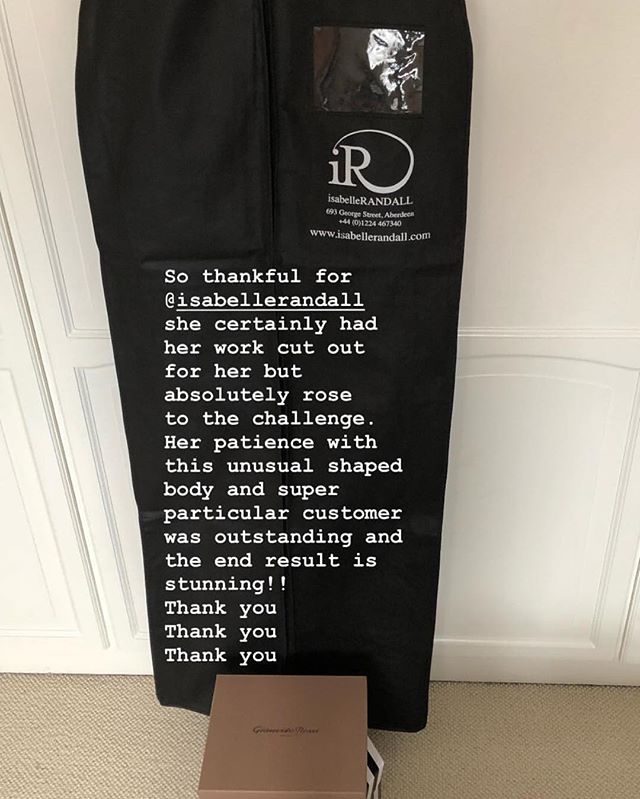 iR
isabelleRANDALL
693 George Street, Aberdeen
+44 (0)1224 467340
www.isabellerandall.com
So thankful for
@isabellerandall
she certainly had
her work cut out
for her but
absolutely rose
to the challenge.
Her patience with
this unusual shaped
body and super
particular customer
was outstanding and
the end result is
stunning!!
Thank you
Thank you
Thank you
Gianvito Rossi